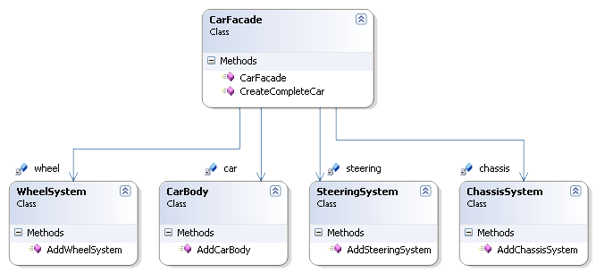 CarFacade
Class
Methods
CarFacade
CreateCompleteCar
wheel
car
steering
chassis
WheelSystem
Class
Methods
AddWheelSystem
CarBody
Class
Methods
AddCarBody
SteeringSystem
Class
Methods
AddSteeringSystem
ChassisSystem
Class
Methods
AddChassisSystem